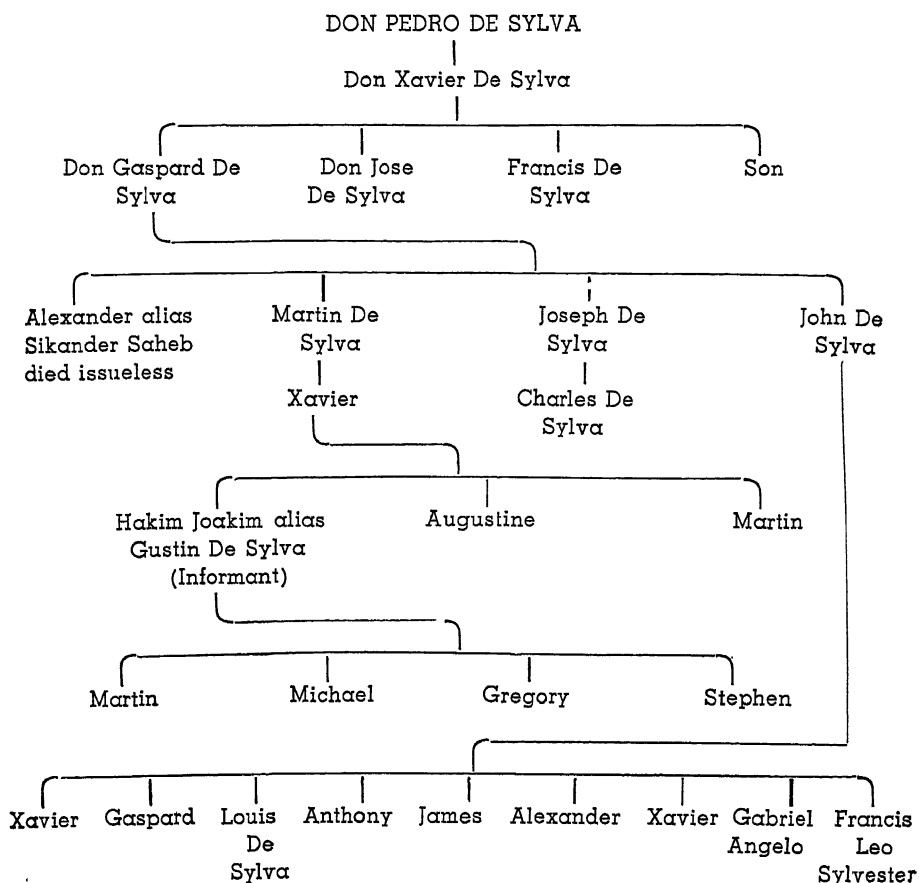 DON PEDRO DE SYLVA
Don Xavier De Sylva
Don Gaspard De
Sylva
Don Jose
De Sylva
Francis De
Sylva
Son
Alexander alias
Sikander Saheb
died issueless
Martin De
Sylva
Joseph De
Sylva
John De
Sylva
Xavier
Charles De
Sylva
Hakim Joakim alias
Gustin De Sylva
(Informant)
Augustine
Martin
Martin
Michael
Gregory
Stephen
Xavier
Gaspard
Louis
De
Sylva
Anthony
James
Alexander
Xavier
Gabriel
Angelo
Francis
Leo
Sylvester